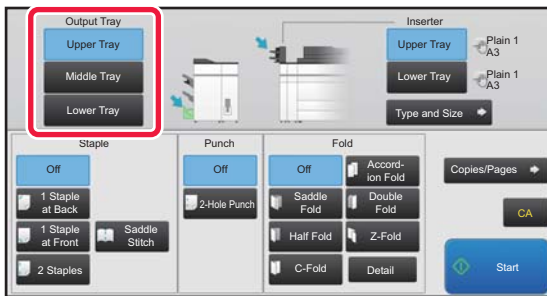 Output Tray
Upper Tray
Middle Tray
Lower Tray
Inserter
Upper Tray
Plain 1
A3
Lower Tray
Plain 1
A3
Type and Size
Staple
Off
1 Staple
at Back
1 Staple
at Front
Saddle
Stitch
2 Staples
Punch
Off
2-Hole Punch
Fold
Off
Accord-
ion Fold
Saddle
Fold
Double
Fold
Half Fold
Z-Fold
C-Fold
Detail
Copies/Pages
CA
Start